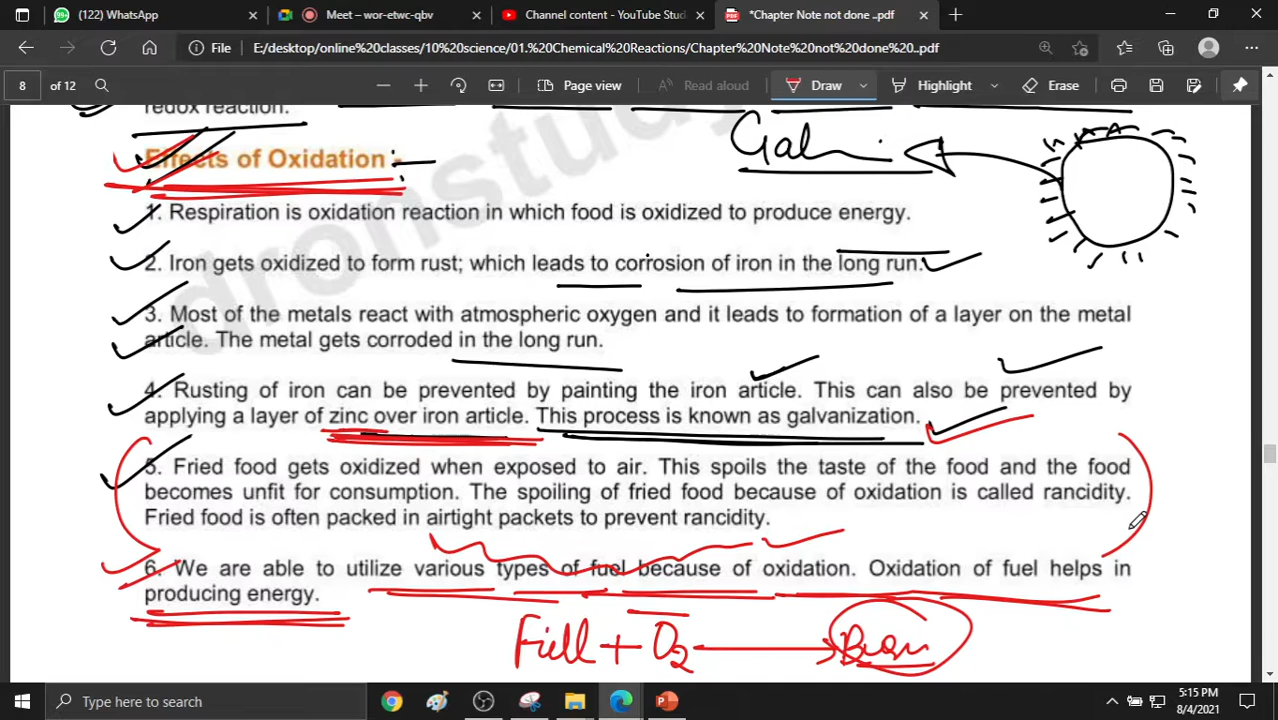 (122) WhatsApp
Meet – wor-etwc-qbv
Channel content - YouTube Stud
*Chapter Note not done ..pdf
File
E:/desktop/online%20classes/10%20science/01.%20Chemical%20Reactions/Chapter%20Note%20not%20done%20..pdf
8 of 12
Page view
Read aloud
Draw
Highlight
Erase
redox reaction.
Effects of Oxidation :-
1. Respiration is oxidation reaction in which food is oxidized to produce energy.
2. Iron gets oxidized to form rust; which leads to corrosion of iron in the long run.
3. Most of the metals react with atmospheric oxygen and it leads to formation of a layer on the metal
article. The metal gets corroded in the long run.
4. Rusting of iron can be prevented by painting the iron article. This can also be prevented by
applying a layer of zinc over iron article. This process is known as galvanization.
5. Fried food gets oxidized when exposed to air. This spoils the taste of the food and the food
becomes unfit for consumption. The spoiling of fried food because of oxidation is called rancidity.
Fried food is often packed in airtight packets to prevent rancidity.
6. We are able to utilize various types of fuel because of oxidation. Oxidation of fuel helps in
producing energy.
+ O2
dronstudy
Type here to search
5:15 PM
8/4/2021